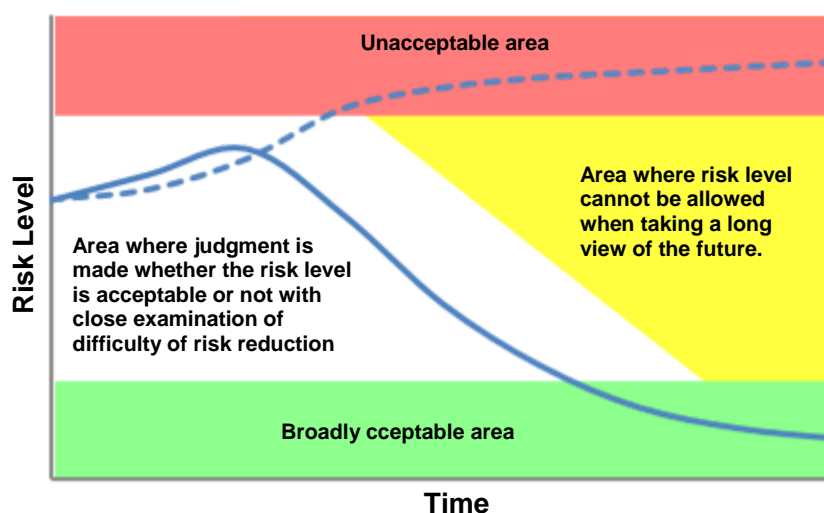 Unacceptable area
Area where risk level
cannot be allowed
when taking a long
view of the future.
Area where judgment is
made whether the risk level
is acceptable or not with
close examination of
difficulty of risk reduction
Broadly cceptable area
Risk Level
Time